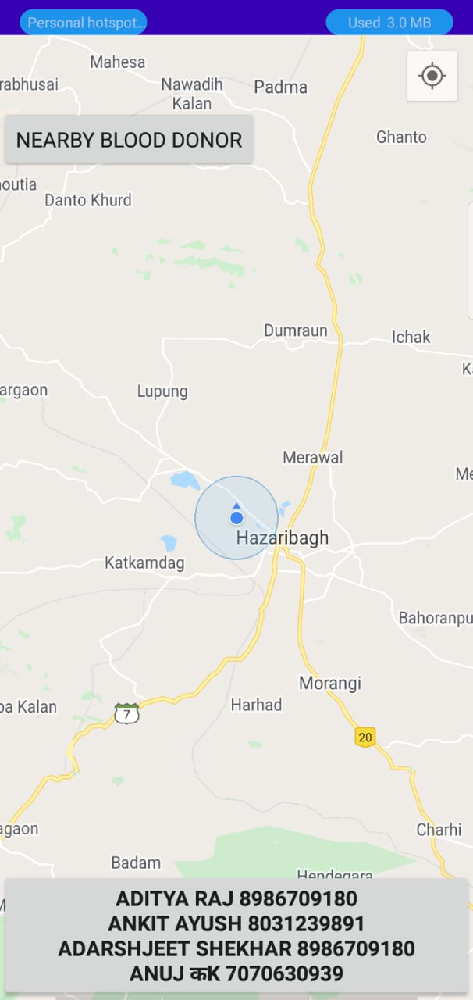 Personal hotspot...
Used 3.0 MB
Mahesa
rabhusai
Nawadih
Kalan
Padma
NEARBY BLOOD DONOR
Ghanto
outia
Danto Khurd
Dumraun
Ichak
K
argaon
Lupung
Merawal
Me
Hazaribagh
Katkamdag
Bahoranpu
Morangi
pa Kalan
Harhad
7
20
agaon
Charhi
Badam
Hendegara
M
ADITYA RAJ 8986709180
ANKIT AYUSH 8031239891
ADARSHJEET SHEKHAR 8986709180
ANUJ कK 7070630939